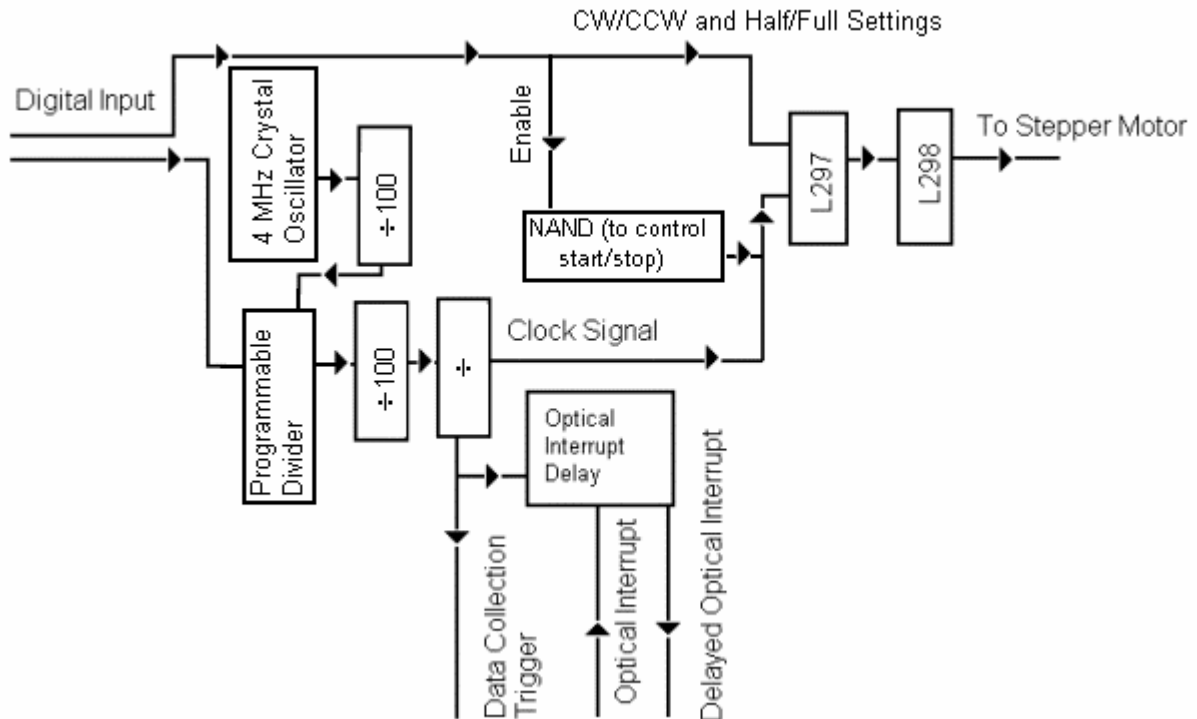 CW/CCW and Half/Full Settings
Digital Input
4 MHz Crystal
Oscillator
÷100
Enable
L297
L298
To Stepper Motor
NAND (to control
start/stop)
Programmable
Divider
÷100
÷
Clock Signal
Optical
Interrupt
Delay
Data Collection
Trigger
Optical Interrupt
Delayed Optical Interrupt